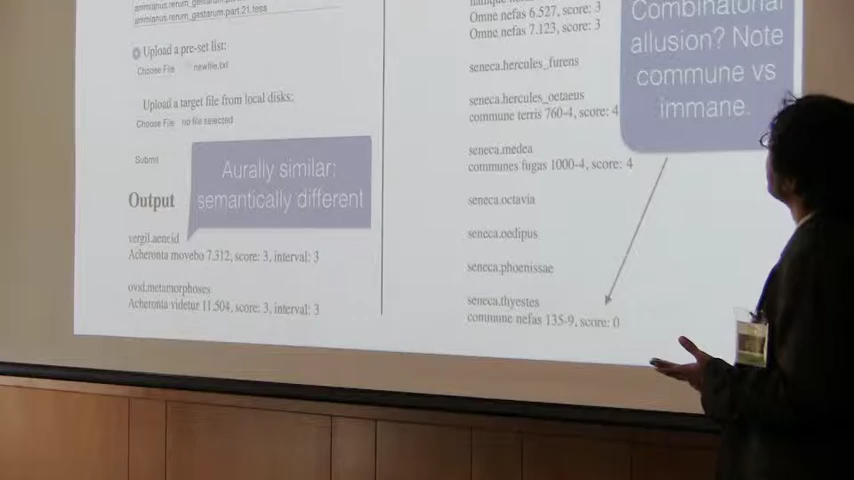 ammianus.rerum_gestarum.part.21.tess
Upload a pre-set list:
Choose File newfile.txt
Upload a target file from local disks:
Choose File no file selected
Submit
Aurally similar:
semantically different
Output
vergil.aeneid
Acheronta movebo 7.312, score: 3, interval: 3
ovid.metamorphoses
Acheronta videtur 11.504, score: 3, interval: 3
Omne nefas 6.527, score: 3
Omne nefas 7.123, score: 3
seneca.hercules_furens
seneca.hercules_oetaeus
commune terris 760-4, score: 4
seneca.medea
communes fugas 1000-4, score: 4
seneca.octavia
seneca.oedipus
seneca.phoenissae
seneca.thyestes
commune nefas 135-9, score: 0
Combinatorial
allusion? Note
commune vs
immane.